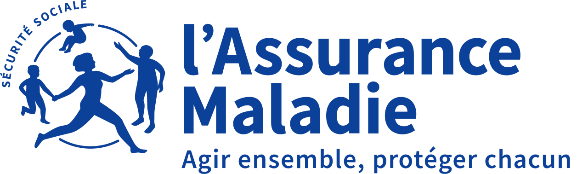 SÉCURITÉ SOCIALE
l'Assurance
Maladie
Agir ensemble, protéger chacun